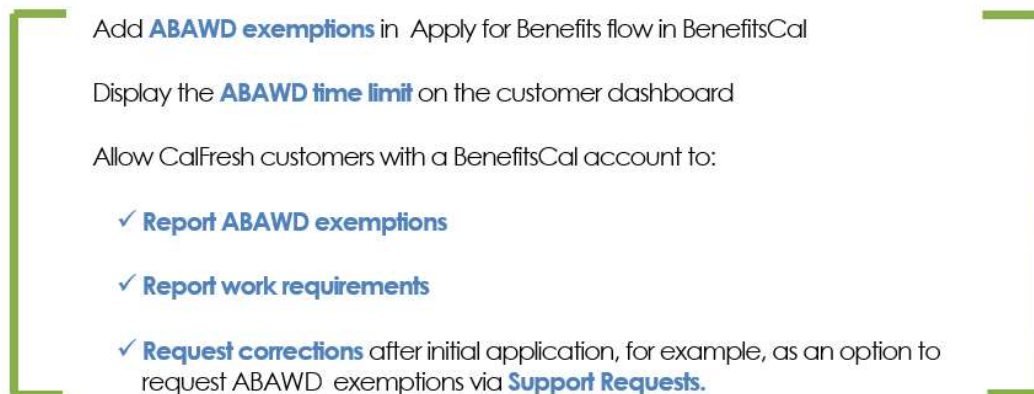 Add ABAWD exemptions in Apply for Benefits flow in BenefitsCal
Display the ABAWD time limit on the customer dashboard
Allow CalFresh customers with a BenefitsCal account to:
✓ Report ABAWD exemptions
✓ Report work requirements
✓ Request corrections after initial application, for example, as an option to
request ABAWD exemptions via Support Requests.